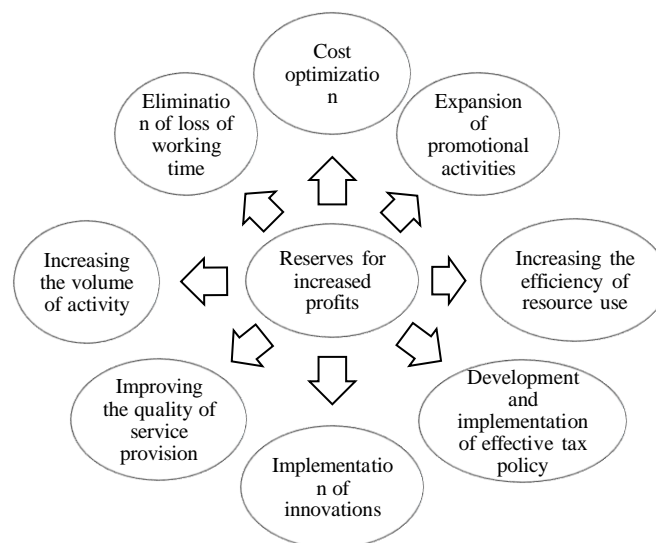 Cost
optimizatio
n
Eliminatio
n of loss of
working
time
Expansion
of
promotional
activities
Increasing
the volume
of activity
Reserves for
increased
profits
Increasing the
efficiency of
resource use
Improving
the quality of
service
provision
Development
and
implementation
of effective tax
policy
Implementatio
n of
innovations